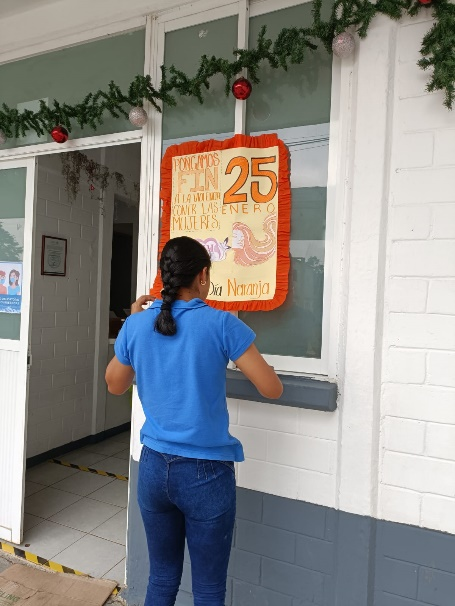 PONGAMOS
FIN
A LA VIOLENCIA
CONTRA LAS
MUJERES
25
ENERO
Día Naranja